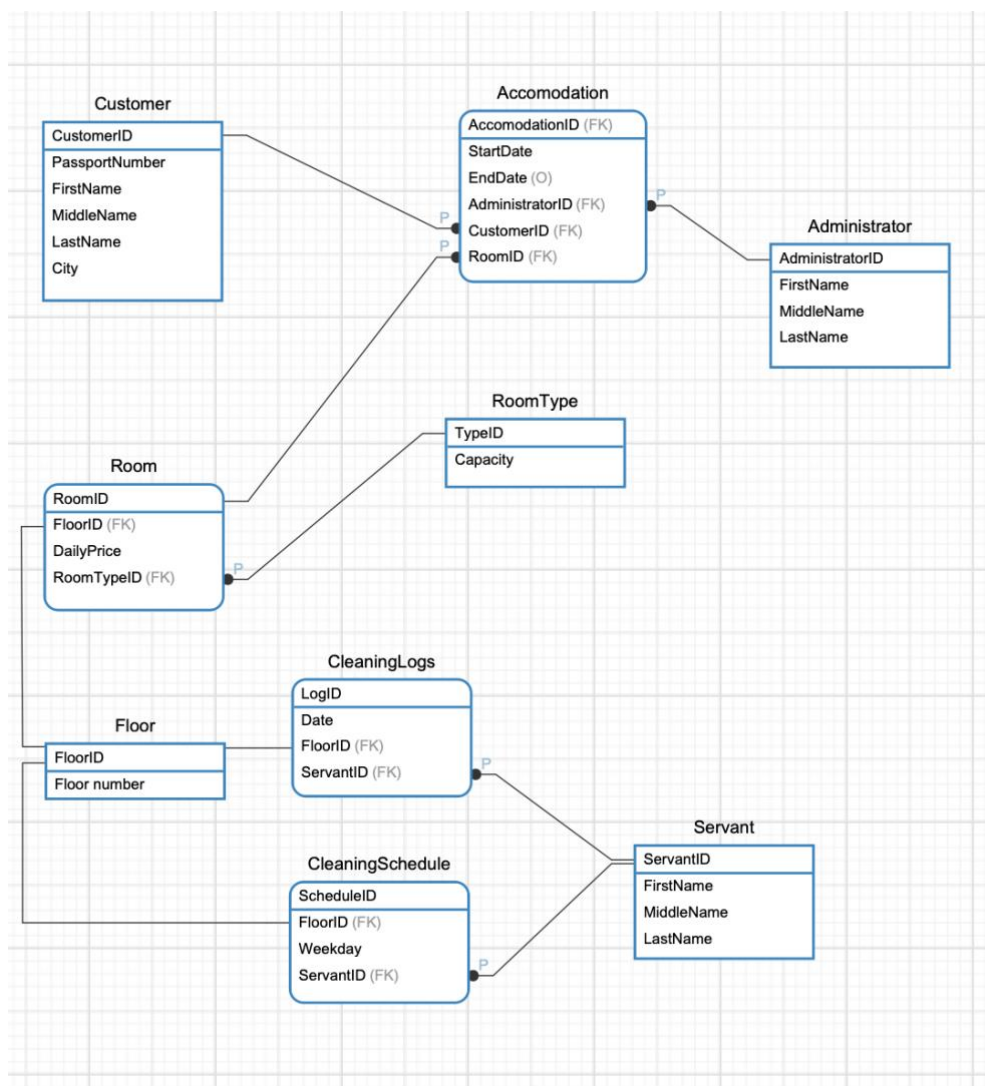 Customer
CustomerID
PassportNumber
FirstName
MiddleName
LastName
City
Accomodation
AccomodationID (FK)
StartDate
EndDate (O)
AdministratorID (FK)
CustomerID (FK)
RoomID (FK)
P
P
P
Administrator
AdministratorID
FirstName
MiddleName
LastName
RoomType
TypeID
Capacity
Room
RoomID
FloorID (FK)
DailyPrice
RoomTypeID (FK)
P
CleaningLogs
LogID
Date
FloorID (FK)
ServantID (FK)
P
Floor
FloorID
Floor number
Servant
ServantID
FirstName
MiddleName
LastName
CleaningSchedule
ScheduleID
FloorID (FK)
Weekday
ServantID (FK)
P